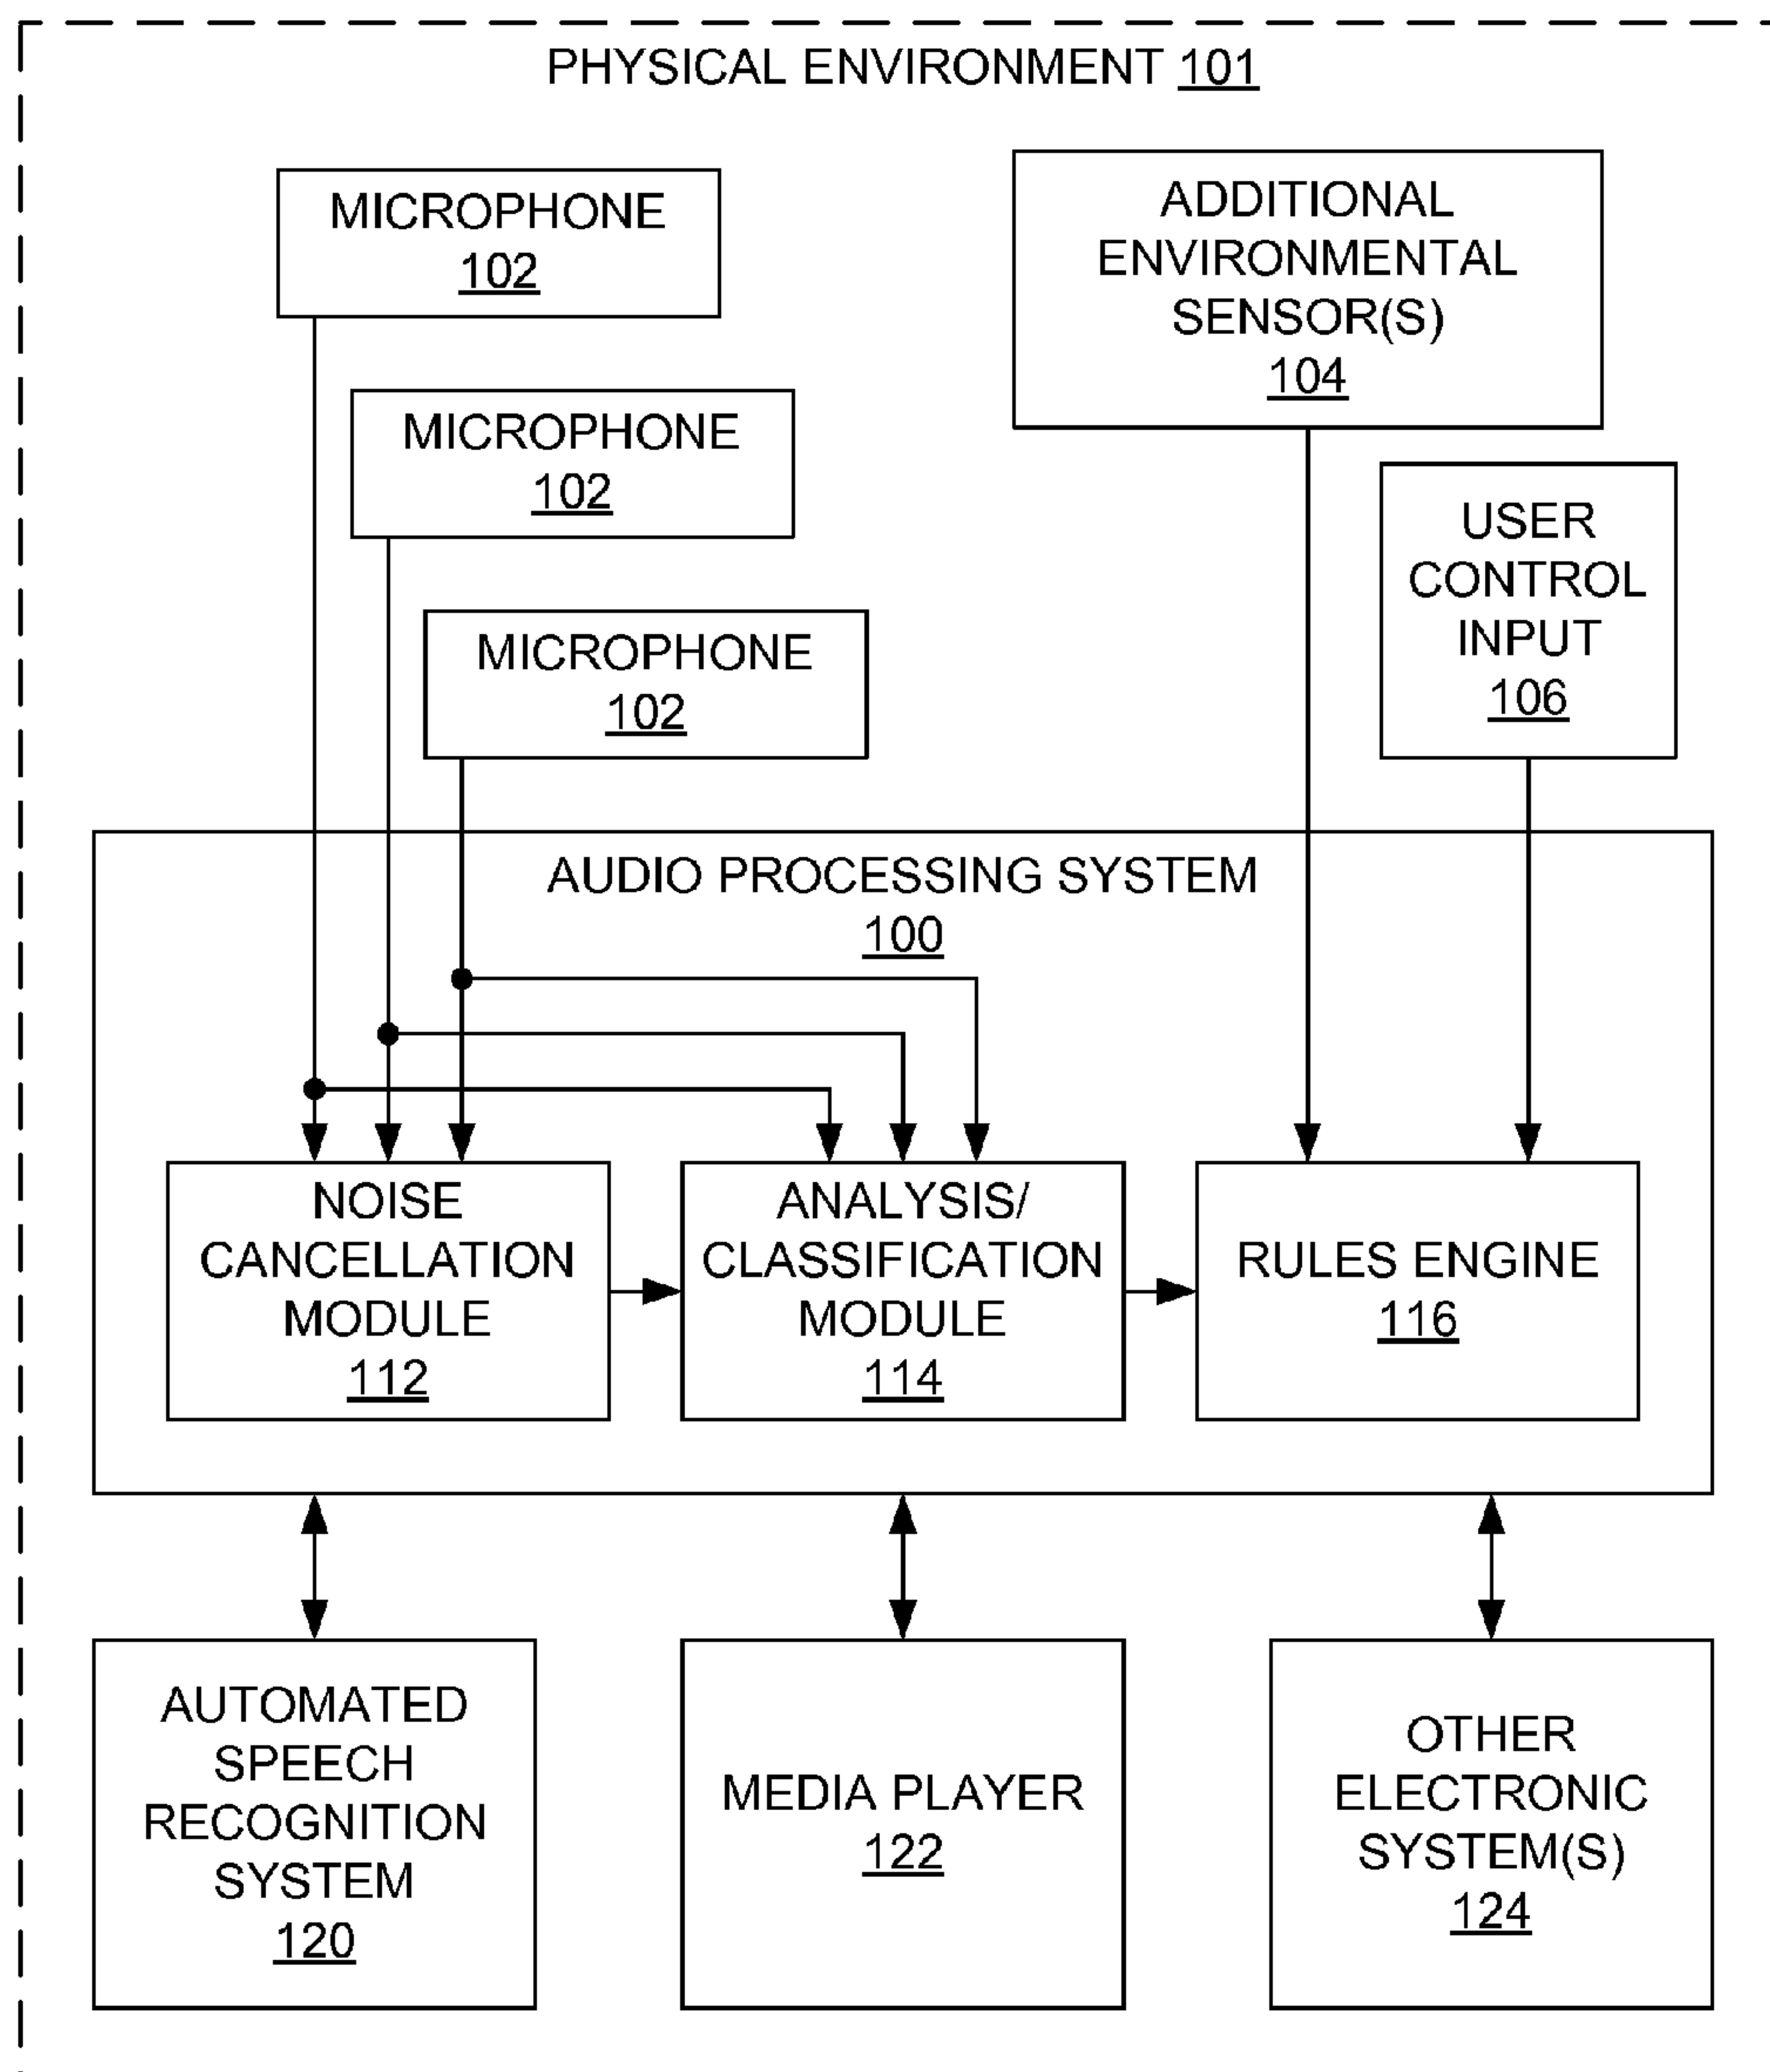 PHYSICAL ENVIRONMENT 101
MICROPHONE
102
MICROPHONE
102
MICROPHONE
102
ADDITIONAL
ENVIRONMENTAL
SENSOR(S)
104
USER
CONTROL
INPUT
106
AUDIO PROCESSING SYSTEM
100
NOISE
CANCELLATION
MODULE
112
ANALYSIS/
CLASSIFICATION
MODULE
114
RULES ENGINE
116
AUTOMATED
SPEECH
RECOGNITION
SYSTEM
120
MEDIA PLAYER
122
OTHER
ELECTRONIC
SYSTEM(S)
124